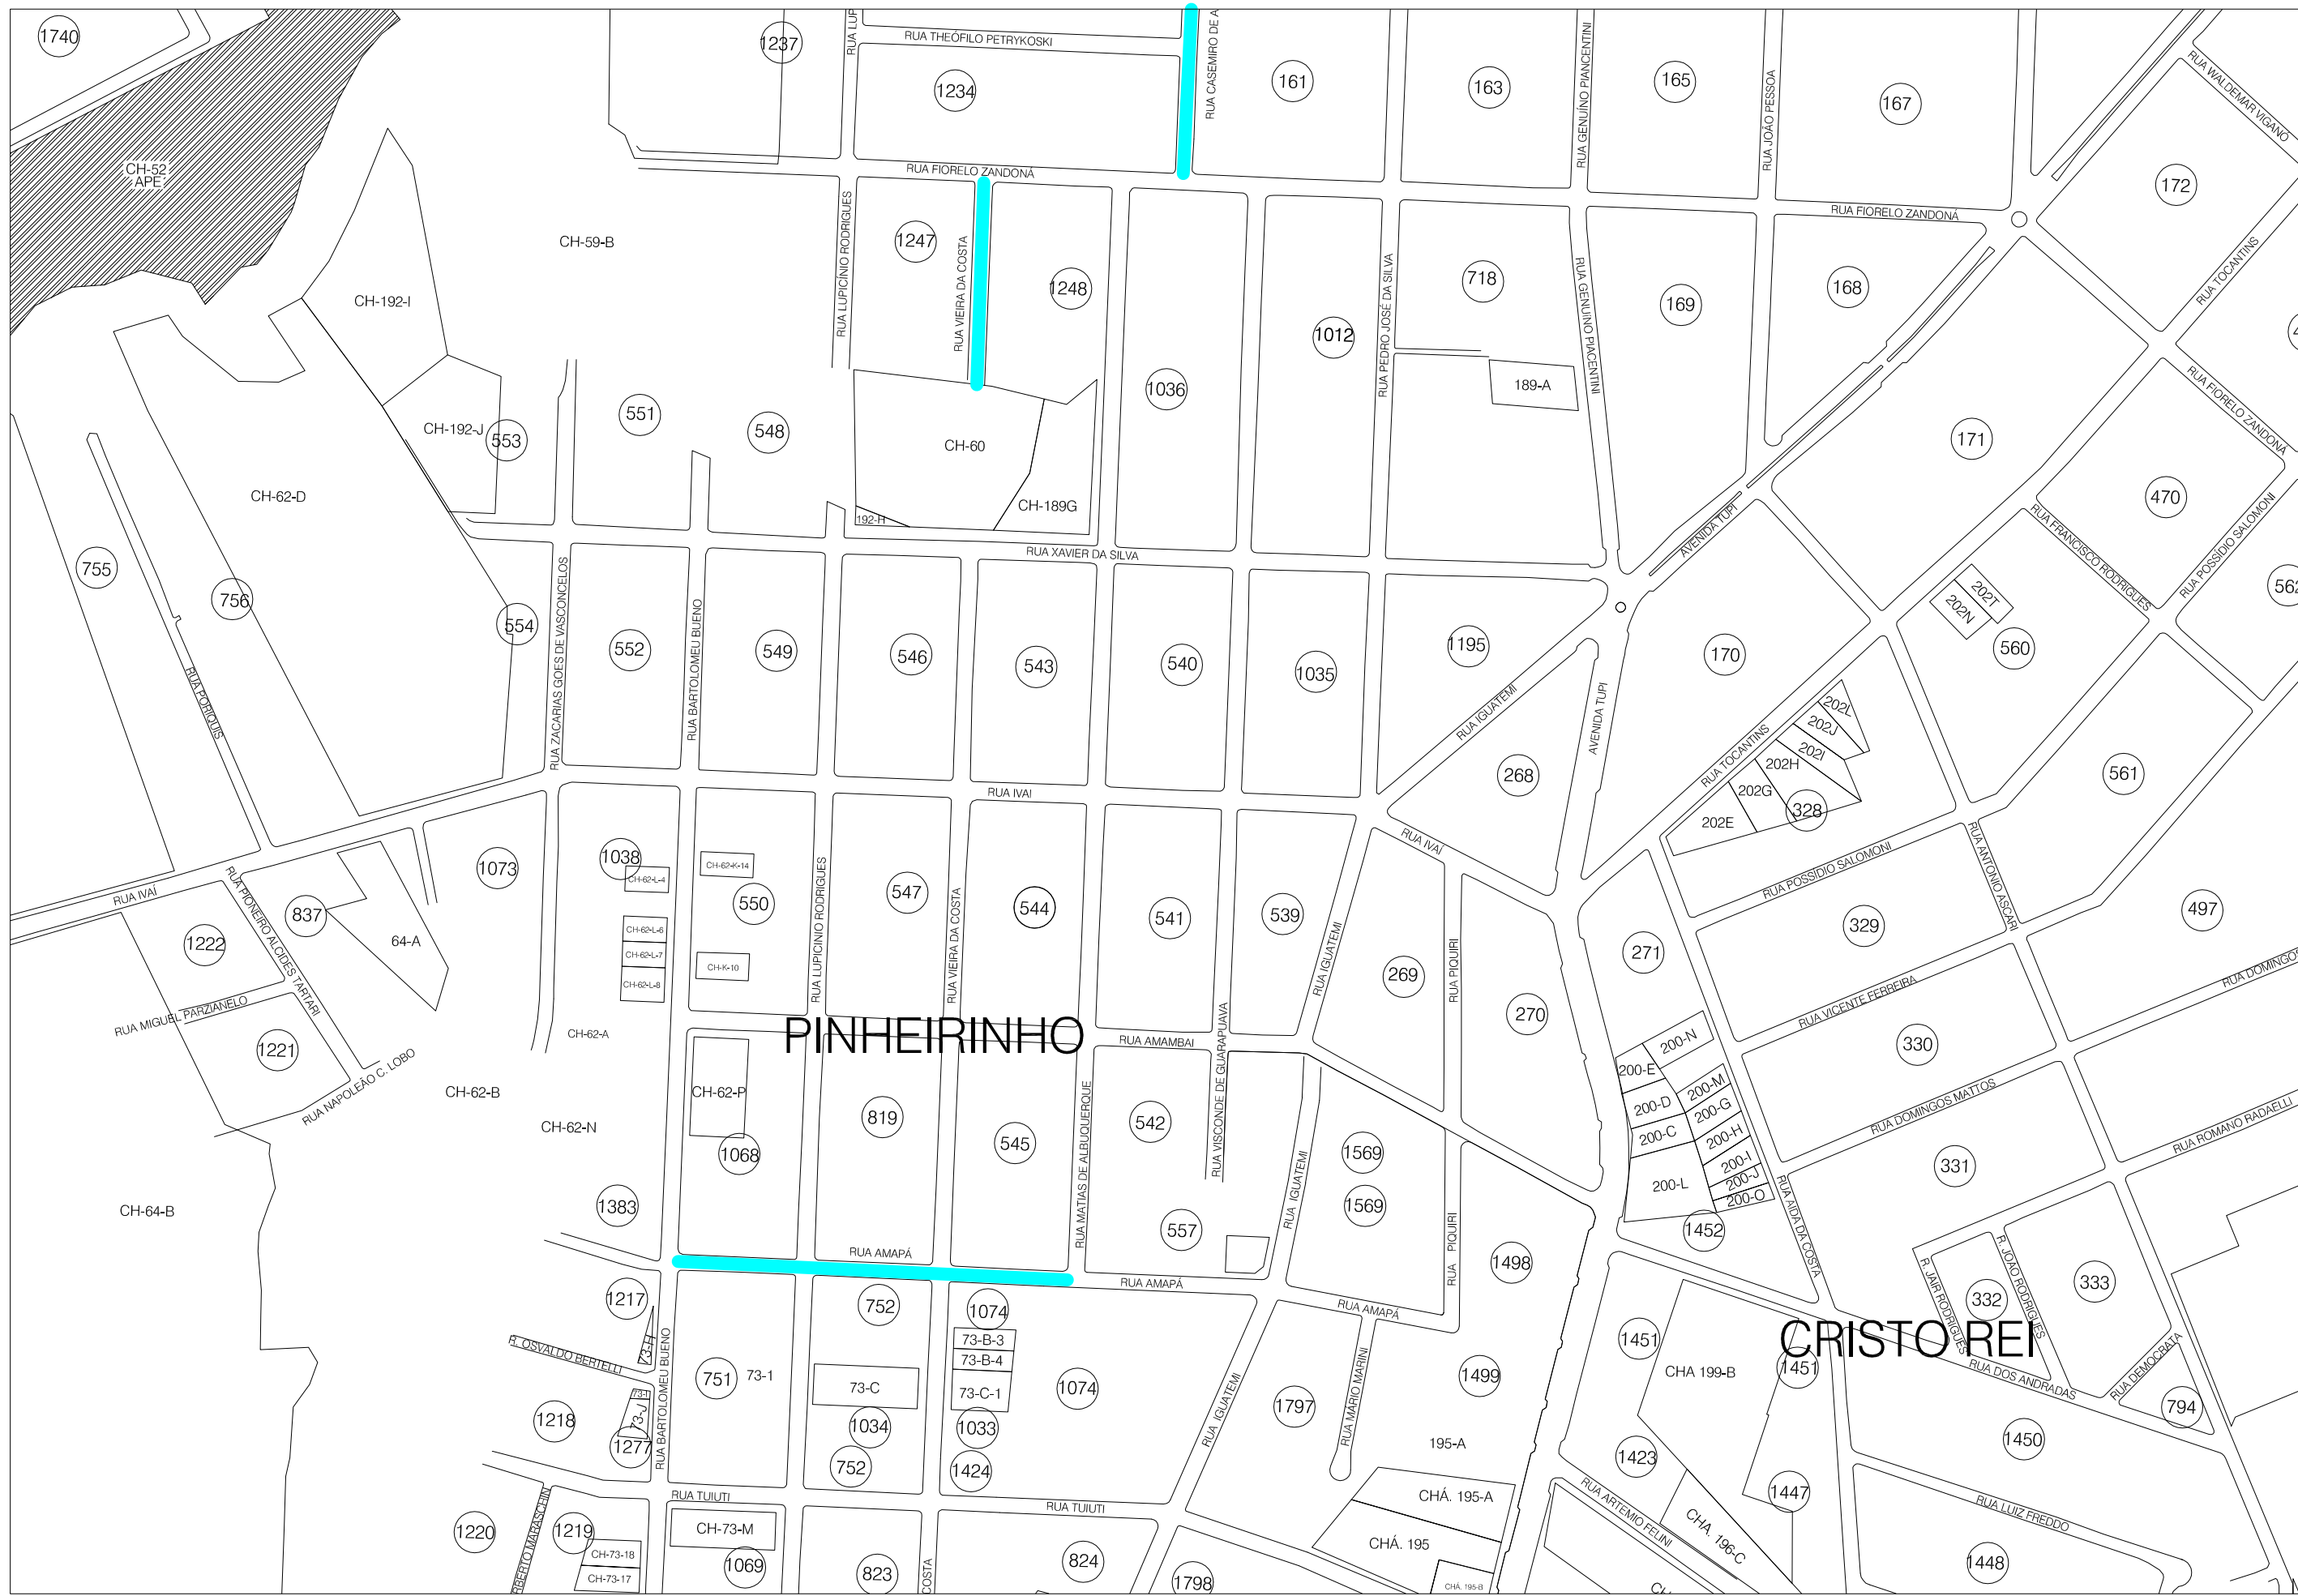 1740
1237
RUA THEÓFILO PETRYKOSKI
RUA CASEMIRO DE A
1234
161
163
165
167
RUA GENUÍNO PIANCENTINI
RUA JOÃO PESSOA
RUA WALDEMAR VIGANÓ
172
CH-52
APE
RUA FIORELO ZANDONÁ
RUA FIORELO ZANDONÁ
CH-59-B
1247
RUA LUPICÍNIO RODRIGUES
RUA VIEIRA DA COSTA
1248
CH-192-I
718
169
168
RUA TOCANTINS
1012
RUA PEDRO JOSÉ DA SILVA
RUA GENUINO PIACENTINI
189-A
1036
RUA FIORELO ZANDONÁ
551
548
CH-192-J
553
CH-60
171
CH-62-D
CH-189G
192-H
470
AVENIDA TUPI
RUA FRANCISCO RODRIGUES
RUA POSSÍDIO SALOMONI
RUA XAVIER DA SILVA
755
756
554
RUA ZACARIAS GOES DE VASCONCELOS
552
RUA BARTOLOMEU BUENO
549
546
543
540
1035
1195
170
202T
202N
560
RUA PORIQUIS
RUA IGUATEMI
AVENIDA TUPI
268
RUA TOCANTINS
202L
202J
202I
202H
202G
202E
328
561
RUA IVAI
RUA IVAÍ
RUA POSSIDIO SALOMONI
RUA ANTONIO ASCARI
1073
1038
CH-62-L-4
CH-62-K-14
550
RUA LUPICINIO RODRIGUES
547
RUA VIEIRA DA COSTA
544
541
539
RUA IGUATEMI
RUA IVAÍ
RUA PIONEIRO ALCIDES TARTARI
837
64-A
1222
CH-62-L-6
CH-62-L-7
CH-62-L-8
CH-K-10
269
RUA PIQUIRI
270
271
329
497
RUA VICENTE FERREIRA
RUA DOMINGOS
RUA MIGUEL PARZIANELO
1221
RUA NAPOLEÃO C. LOBO
CH-62-A
PINHEIRINHO
RUA AMAMBAI
RUA VISCONDE DE GUARAPUAVA
200-N
200-E
200-M
200-D
200-G
200-C
200-H
200-I
200-J
200-L
200-O
330
RUA DOMINGOS MATTOS
RUA ROMANO RADAELLI
CH-62-B
CH-62-P
CH-62-N
819
1068
545
RUA MATIAS DE ALBUQUERQUE
542
RUA IGUATEMI
1569
1569
331
CH-64-B
1383
557
RUA PIQUIRI
1452
RUA AIDA DA COSTA
RUA AMAPÁ
RUA AMAPÁ
RUA AMAPÁ
1498
332
333
R. JAIR RODRIGUES
R. JOÃO RODRIGUES
1217
73-H
752
1074
73-B-3
73-B-4
73-C-1
1451
CRISTO REI
R. OSVALDO BERTELLI
RUA BARTOLOMEU BUENO
751
73-1
73-C
1074
RUA IGUATEMI
1797
RUA MÁRIO MARINI
1499
CHA 199-B
1451
RUA DOS ANDRADAS
RUA DEMOCRATA
794
1218
73-I
73-J
1277
1034
752
1033
1424
195-A
1423
1450
1447
RUA TUIUTI
RUA TUIUTI
CHÁ. 195-A
RUA ARTEMIO FELINI
CHA. 196-C
RUA LUIZ FREDDO
1220
RBERTO MARASCHIN
1219
CH-73-18
CH-73-17
CH-73-M
1069
823
COSTA
824
1798
CHÁ. 195
CHÁ. 195-B
1448